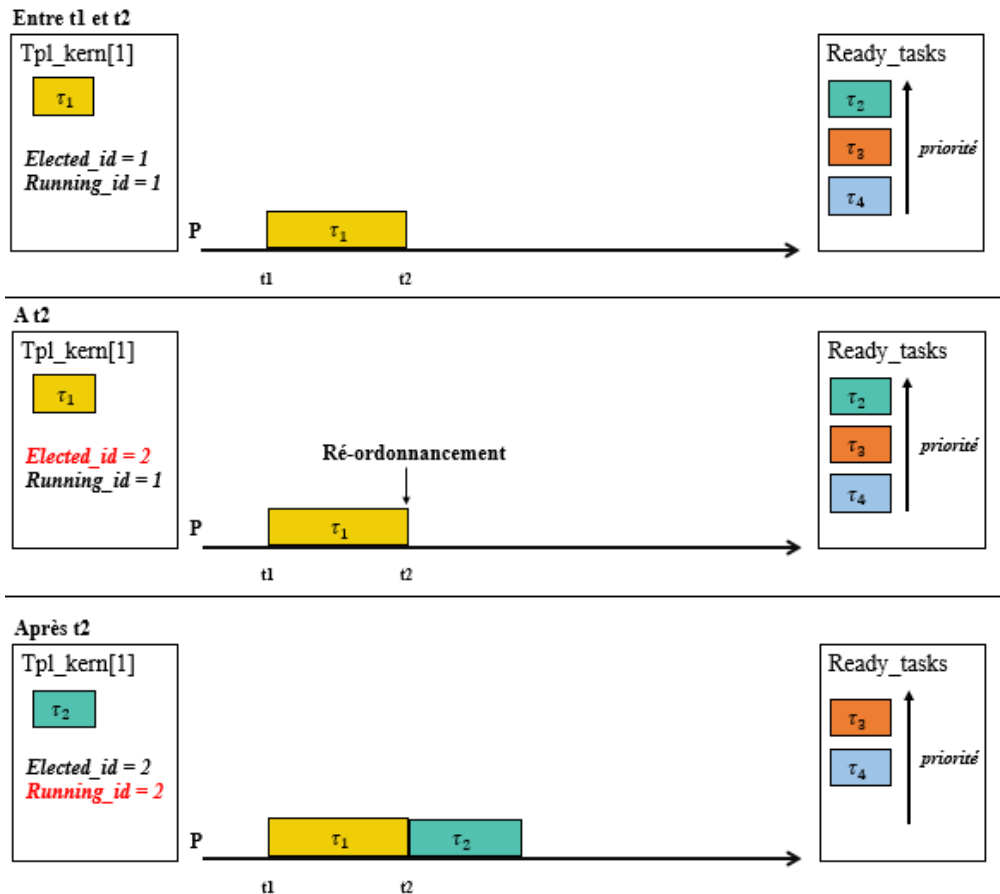 Entre t1 et t2
Tpl_kern[1]
τ1
Elected_id = 1
Running_id = 1
P
τ1
t1
t2
Ready_tasks
τ2
τ3
τ4
priorité
A t2
Tpl_kern[1]
τ1
Elected_id = 2
Running_id = 1
Ré-ordonnancement
P
τ1
t1
t2
Ready_tasks
τ2
τ3
τ4
priorité
Après t2
Tpl_kern[1]
τ2
Elected_id = 2
Running_id = 2
P
τ1
τ2
t1
t2
Ready_tasks
τ3
τ4
priorité